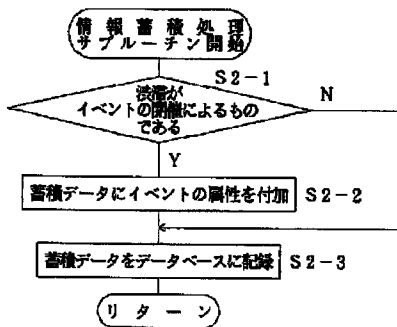 情報蓄積処理
サブルーチン開始
S2-1
渋滞が
イベントの開催によるもの
である
N
Y
蓄積データにイベントの属性を付加 S2-2
蓄積データをデータベースに記録 S2-3
リターン